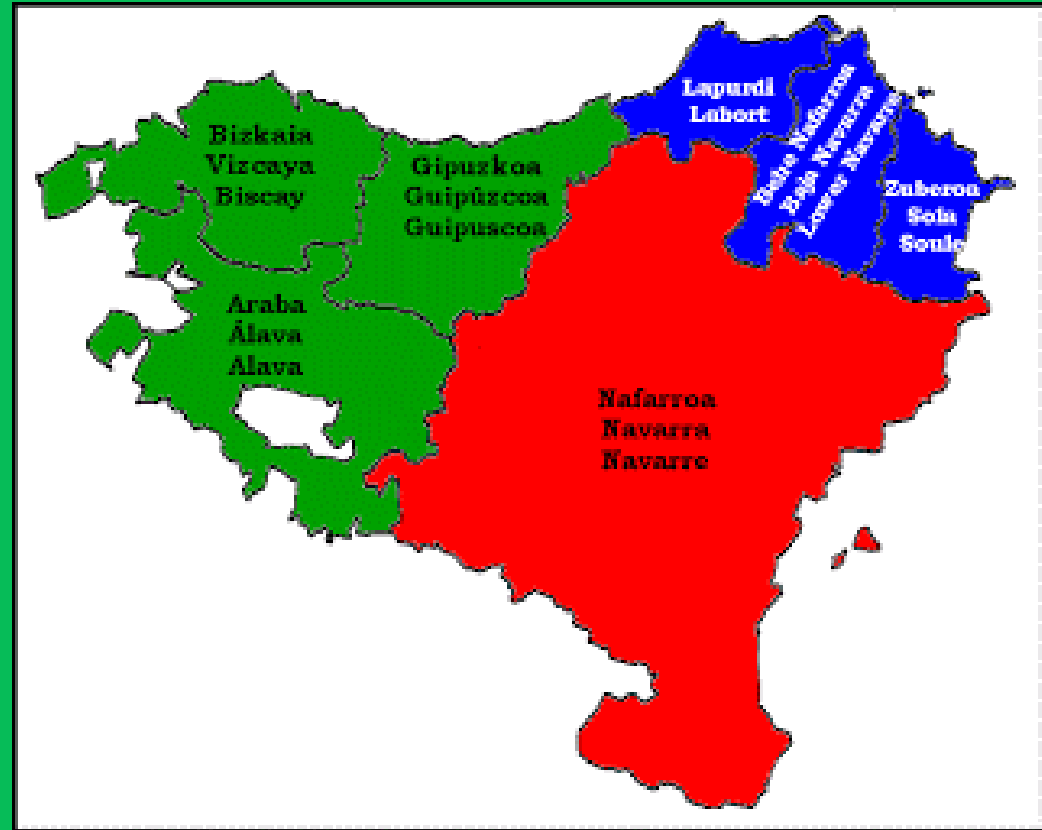 Bizkaia
Vizcaya
Biscay
Gipuzkoa
Guipúzcoa
Guipuscoa
Araba
Álava
Alava
Nafarroa
Navarra
Navarre
Lapurdi
Labort
Behe Nafarroa
Baja Navarra
Lower Navarre
Zuberoa
Sola
Soule